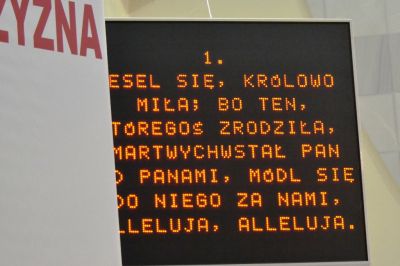 ZYZNA
1.
ESEL SIĘ, KRÓLOWO
MIŁA; BO TEN,
TÓREGOŚ ZRODZIŁA,
MARTWYCHWSTAŁ PAN
D PANAMI, MÓDL SIĘ
DO NIEGO ZA NAMI,
LLELUJA, ALLELUJA.